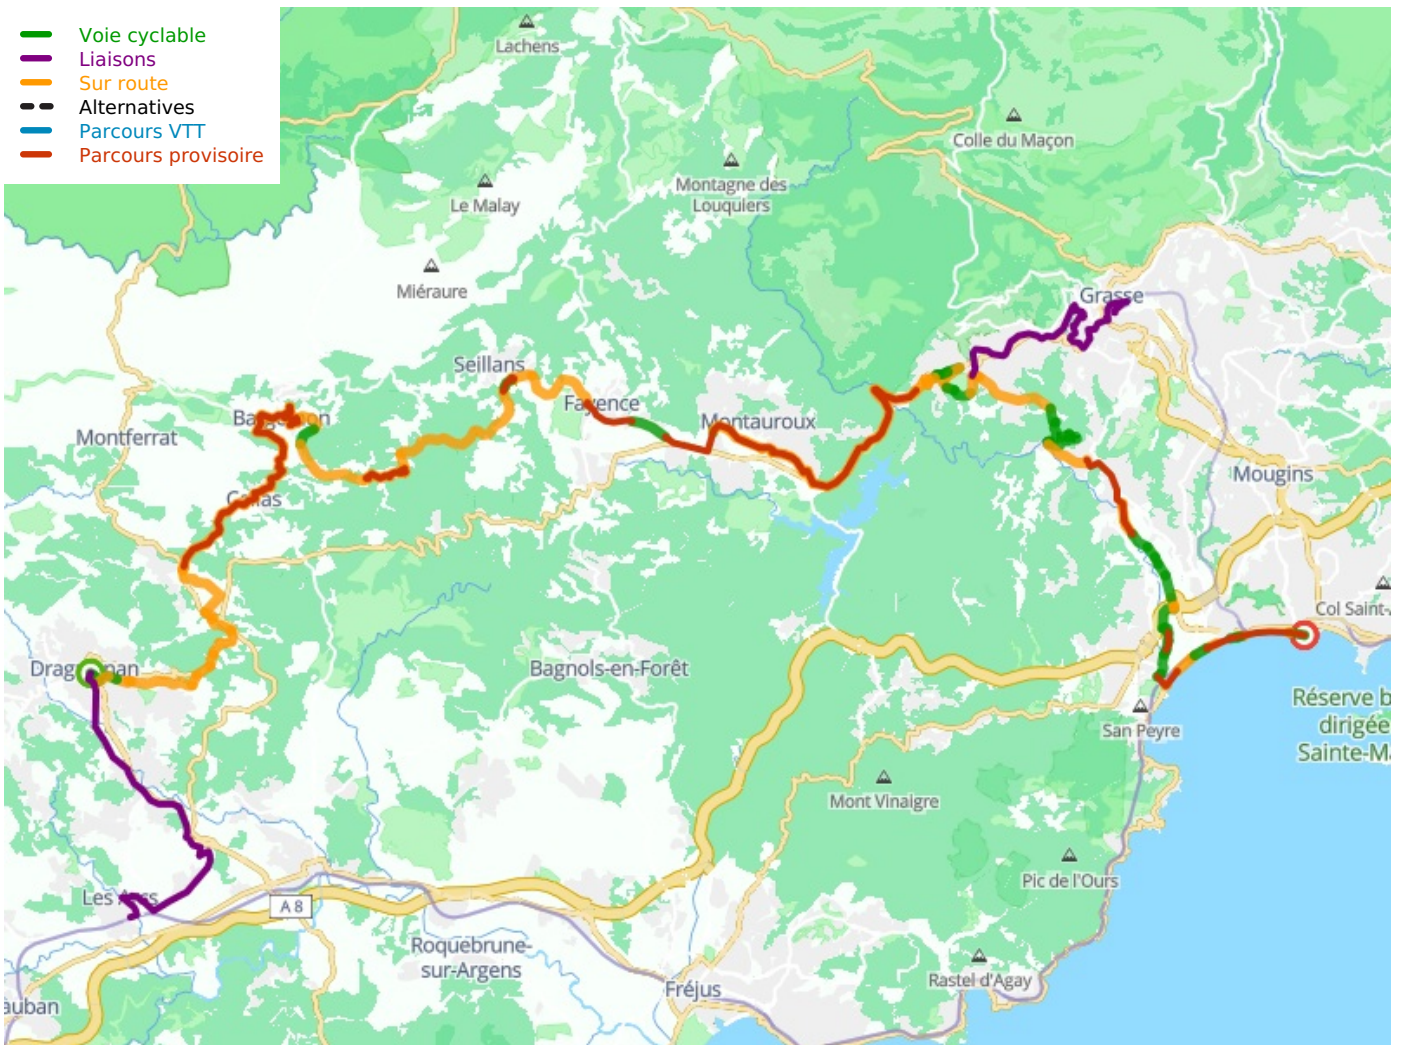 Voie cyclable
Liaisons
Sur route
Alternatives
Parcours VTT
Parcours provisoire
Lachens
Colle du Maçon
Montagne des
Louquiers
Le Malay
Miéraure
Grasse
Seillans
Fayence
Montauroux
Montferrat
Mougins
Col Saint-
Bagnols-en-Forêt
Réserve b
dirigée
Sainte-M
San Peyre
Mont Vinaigre
Pic de l'Ours
Les Arcs
A 8
Roquebrune-
sur-Argens
Rastel d'Agay
Fréjus
auban